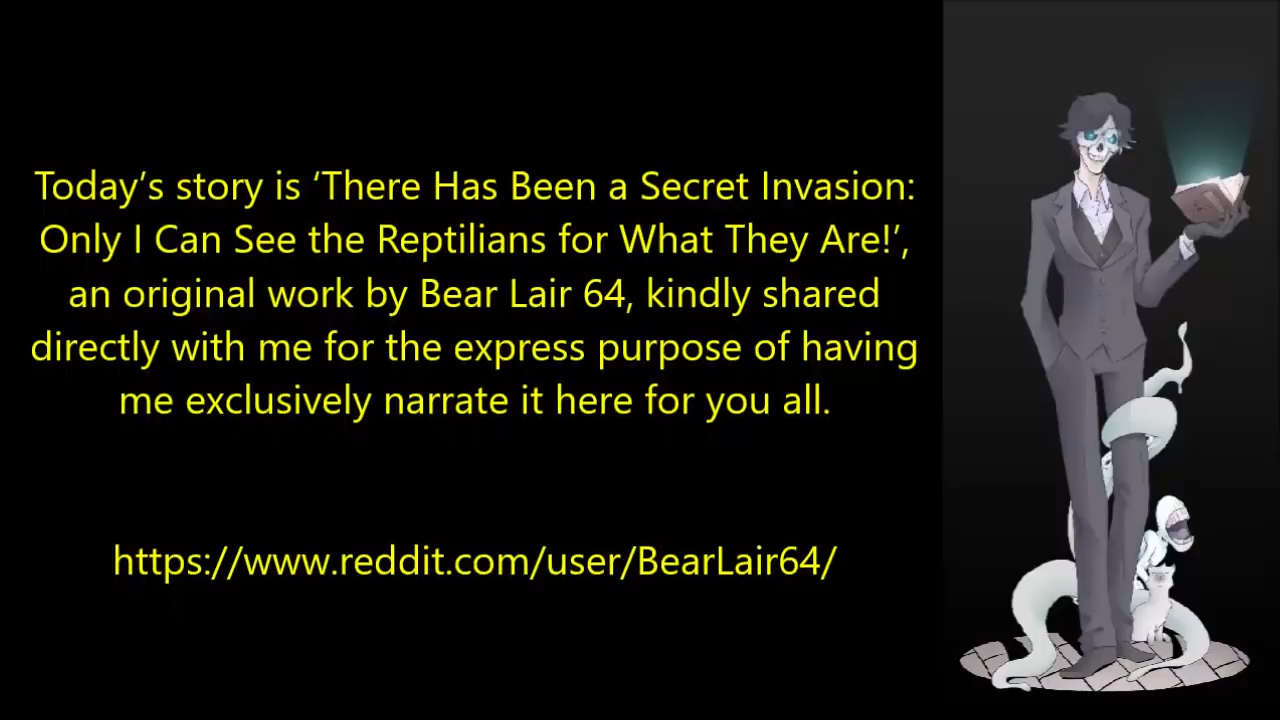 Today’s story is ‘There Has Been a Secret Invasion:
Only I Can See the Reptilians for What They Are!’,
an original work by Bear Lair 64, kindly shared
directly with me for the express purpose of having
me exclusively narrate it here for you all.
https://www.reddit.com/user/BearLair64/